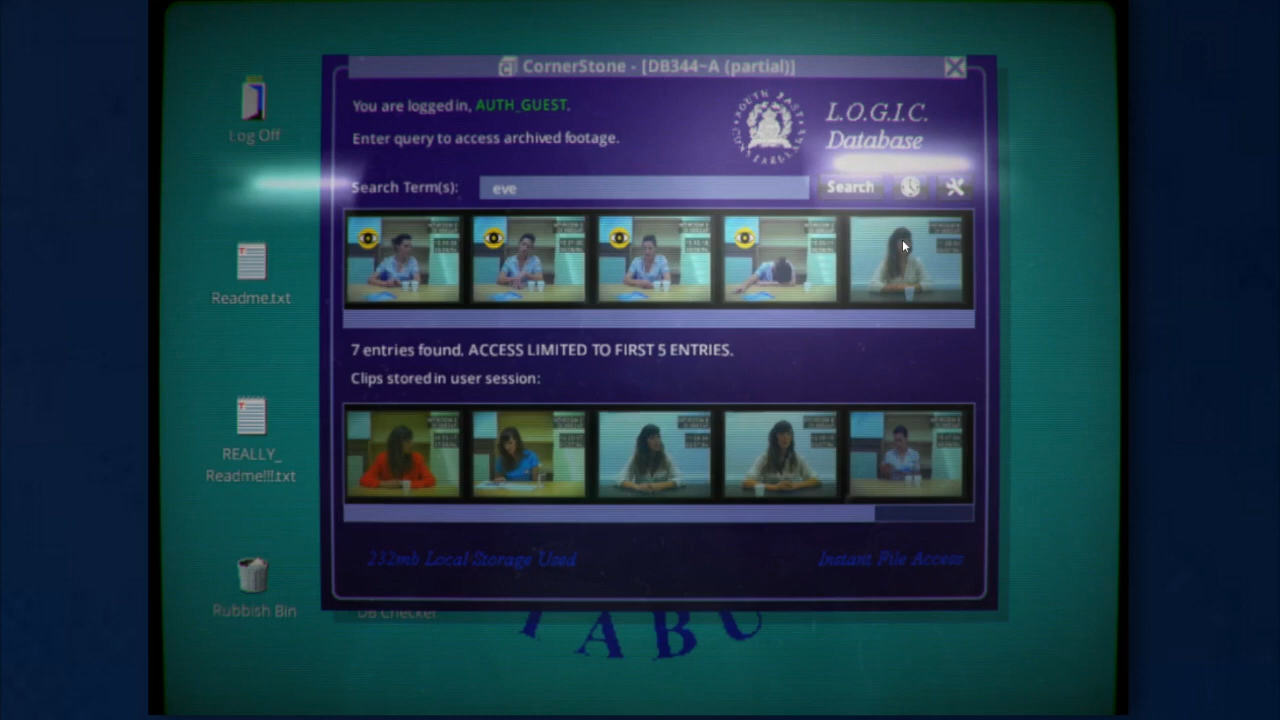 CornerStone - [DB344~A (partial)]
You are logged in, AUTH_GUEST.
Enter query to access archived footage.
L.O.G.I.C.
Database
Search Term(s):
eve
Search
7 entries found. ACCESS LIMITED TO FIRST 5 ENTRIES.
Clips stored in user session:
232mb Local Storage Used
Instant File Access
Log Off
Readme.txt
REALLY_
Readme!!!.txt
Rubbish Bin
DB Checker
TABU